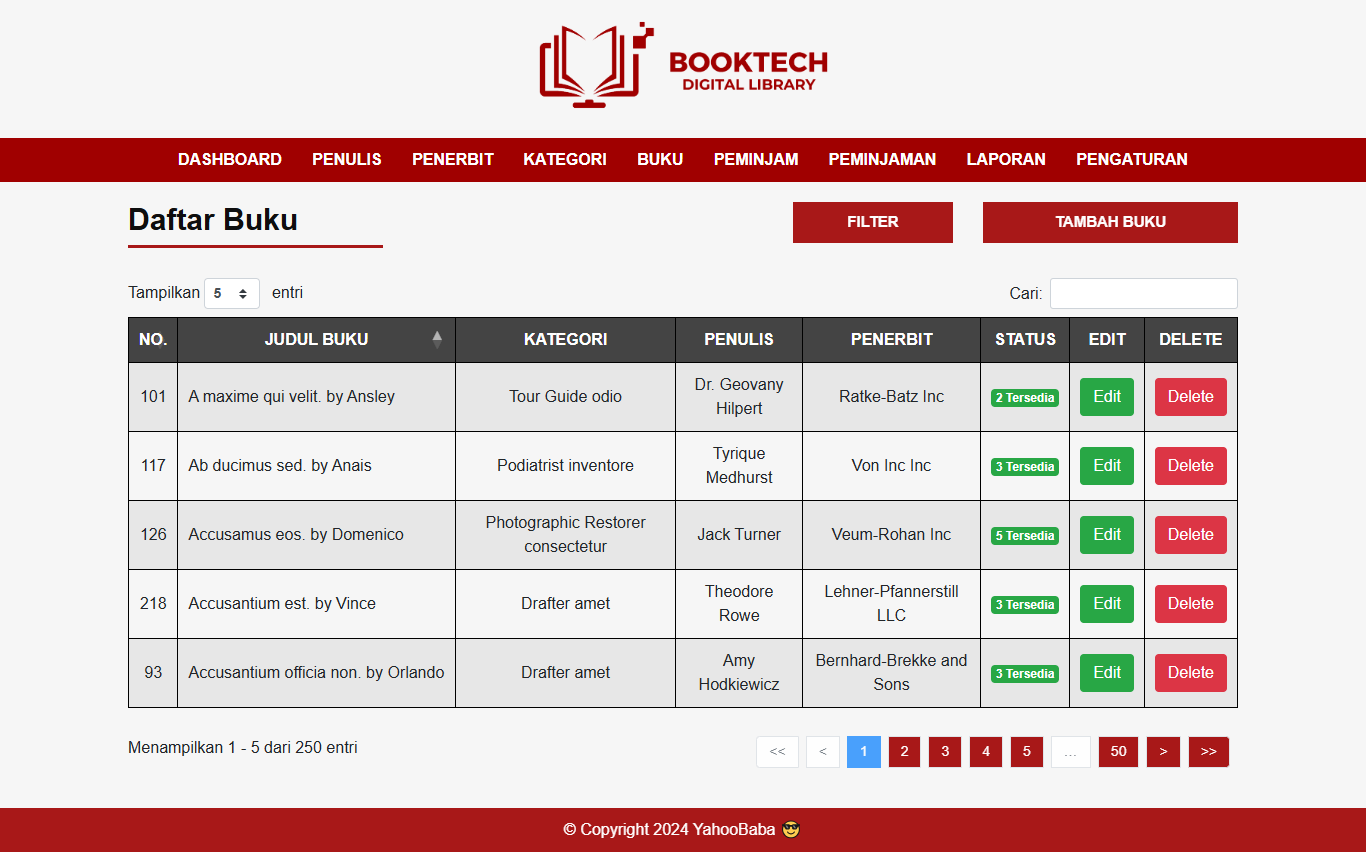 BOOKTECH
DIGITAL LIBRARY
DASHBOARD PENULIS PENERBIT KATEGORI BUKU PEMINJAM PEMINJAMAN LAPORAN PENGATURAN
Daftar Buku FILTER TAMBAH BUKU
Tampilkan 5 entri Cari:
NO. JUDUL BUKU KATEGORI PENULIS PENERBIT STATUS EDIT DELETE
101 A maxime qui velit. by Ansley Tour Guide odio Dr. Geovany Hilpert Ratke-Batz Inc 2 Tersedia Edit Delete
117 Ab ducimus sed. by Anais Podiatrist inventore Tyrique Medhurst Von Inc Inc 3 Tersedia Edit Delete
126 Accusamus eos. by Domenico Photographic Restorer consectetur Jack Turner Veum-Rohan Inc 5 Tersedia Edit Delete
218 Accusantium est. by Vince Drafter amet Theodore Rowe Lehner-Pfannerstill LLC 3 Tersedia Edit Delete
93 Accusantium officia non. by Orlando Drafter amet Amy Hodkiewicz Bernhard-Brekke and Sons 3 Tersedia Edit Delete
Menampilkan 1 - 5 dari 250 entri << < 1 2 3 4 5 ... 50 > >>
© Copyright 2024 YahooBaba 😎